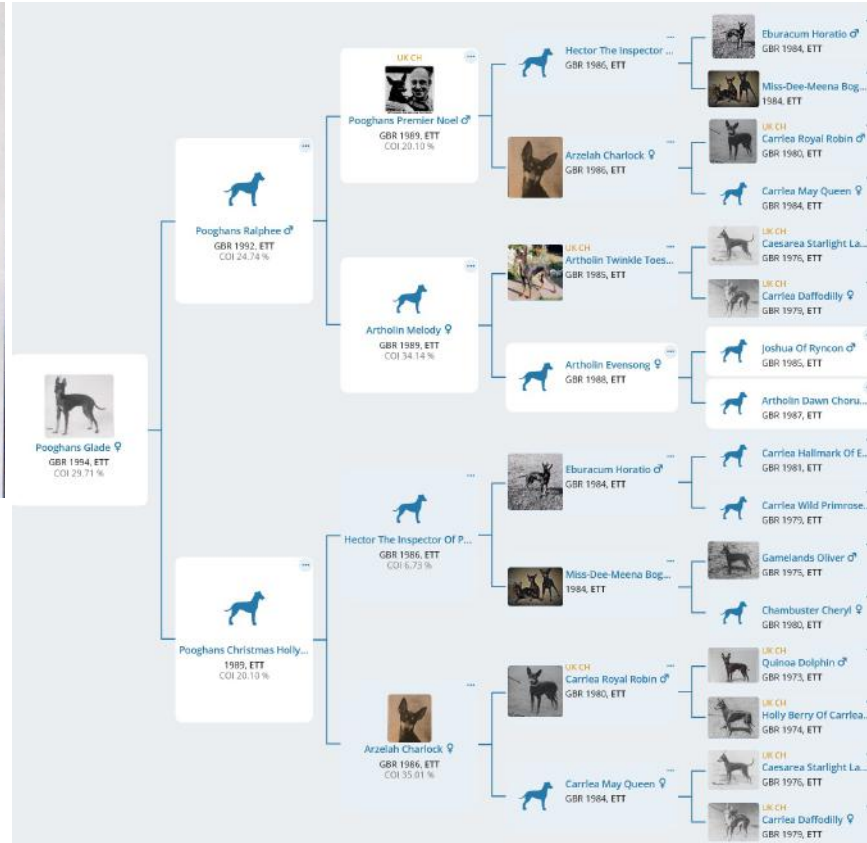 Pooghans Glade ♀
GBR 1994, ETT
COI 29.71 %
Pooghans Ralphee ♂
GBR 1992, ETT
COI 24.74 %
Pooghans Christmas Holly...
1989, ETT
COI 20.10 %
UK CH
Pooghans Premier Noel ♂
GBR 1989, ETT
COI 20.10 %
Artholin Melody ♀
GBR 1989, ETT
COI 34.14 %
Hector The Inspector Of P...
GBR 1986, ETT
COI 6.73 %
Arzelah Charlock ♀
GBR 1986, ETT
COI 35.01 %
Hector The Inspector ...
GBR 1986, ETT
Arzelah Charlock ♀
GBR 1986, ETT
UK CH
Artholin Twinkle Toes...
GBR 1985, ETT
Artholin Evensong ♀
GBR 1988, ETT
Eburacum Horatio ♂
GBR 1984, ETT
Miss-Dee-Meena Bog...
1984, ETT
UK CH
Carrlea Royal Robin ♂
GBR 1980, ETT
Carrlea May Queen ♀
GBR 1984, ETT
Eburacum Horatio ♂
GBR 1984, ETT
Miss-Dee-Meena Bog...
1984, ETT
UK CH
Carrlea Royal Robin ♂
GBR 1980, ETT
Carrlea May Queen ♀
GBR 1984, ETT
UK CH
Caesarea Starlight La...
GBR 1976, ETT
UK CH
Carrlea Daffodilly ♀
GBR 1979, ETT
Joshua Of Ryncon ♂
GBR 1985, ETT
Artholin Dawn Choru...
GBR 1987, ETT
Carrlea Hallmark Of E...
GBR 1981, ETT
Carrlea Wild Primrose...
GBR 1979, ETT
Gamelands Oliver ♂
GBR 1975, ETT
Chambuster Cheryl ♀
GBR 1980, ETT
UK CH
Quinoa Dolphin ♂
GBR 1973, ETT
UK CH
Holly Berry Of Carrlea...
GBR 1974, ETT
UK CH
Caesarea Starlight La...
GBR 1976, ETT
UK CH
Carrlea Daffodilly ♀
GBR 1979, ETT